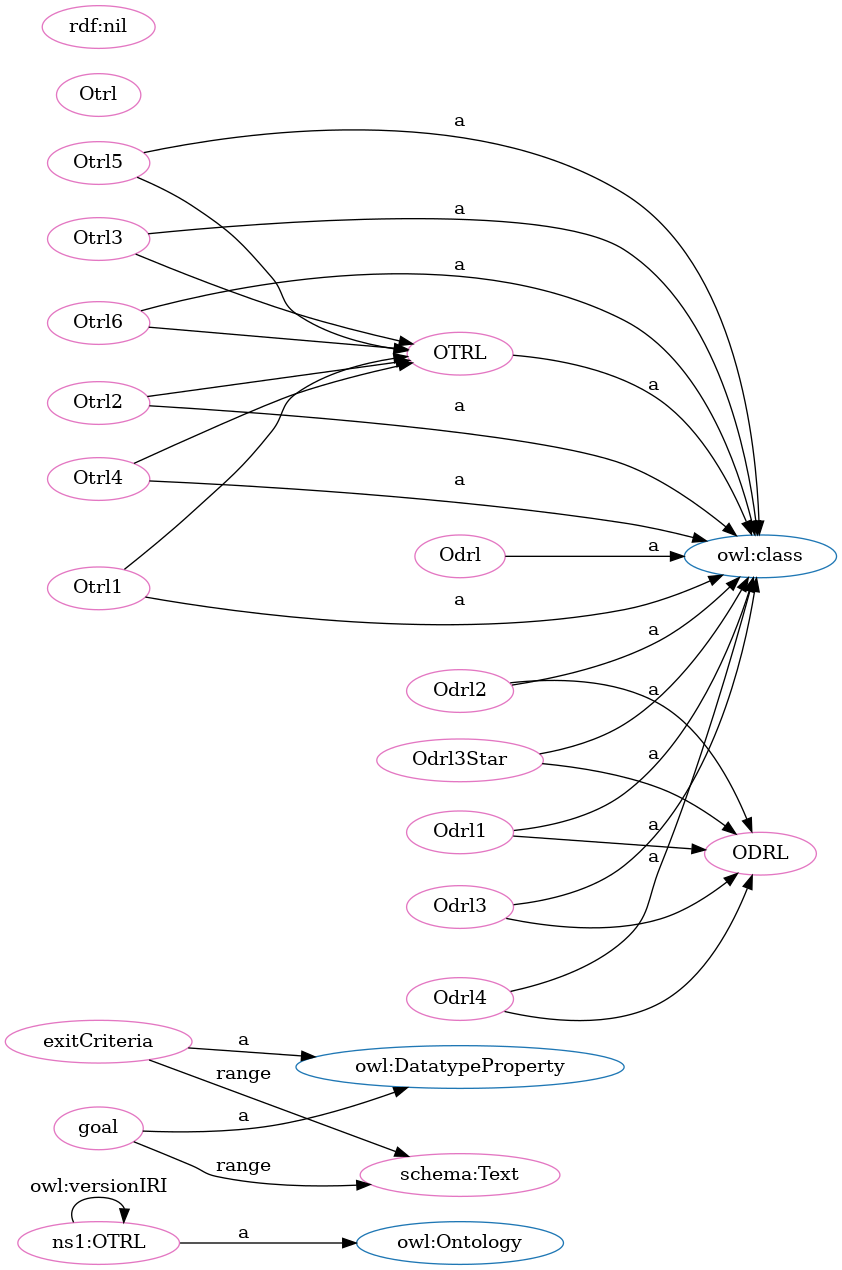 rdf:nil
Otrl
a
Otrl5
a
Otrl3
a
Otrl6
OTRL
a
Otrl2
a
Otrl4
a
Odrl
a
owl:class
Otrl1
a
a
Odrl2
a
Odrl3Star
a
Odrl1
a
ODRL
a
Odrl3
Odrl4
exitCriteria
a
owl:DatatypeProperty
range
a
goal
range
schema:Text
owl:versionIRI
ns1:OTRL
a
owl:Ontology